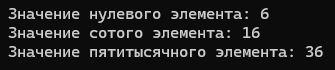 Значение нулевого элемента: 6
Значение сотого элемента: 16
Значение пятитысячного элемента: 36